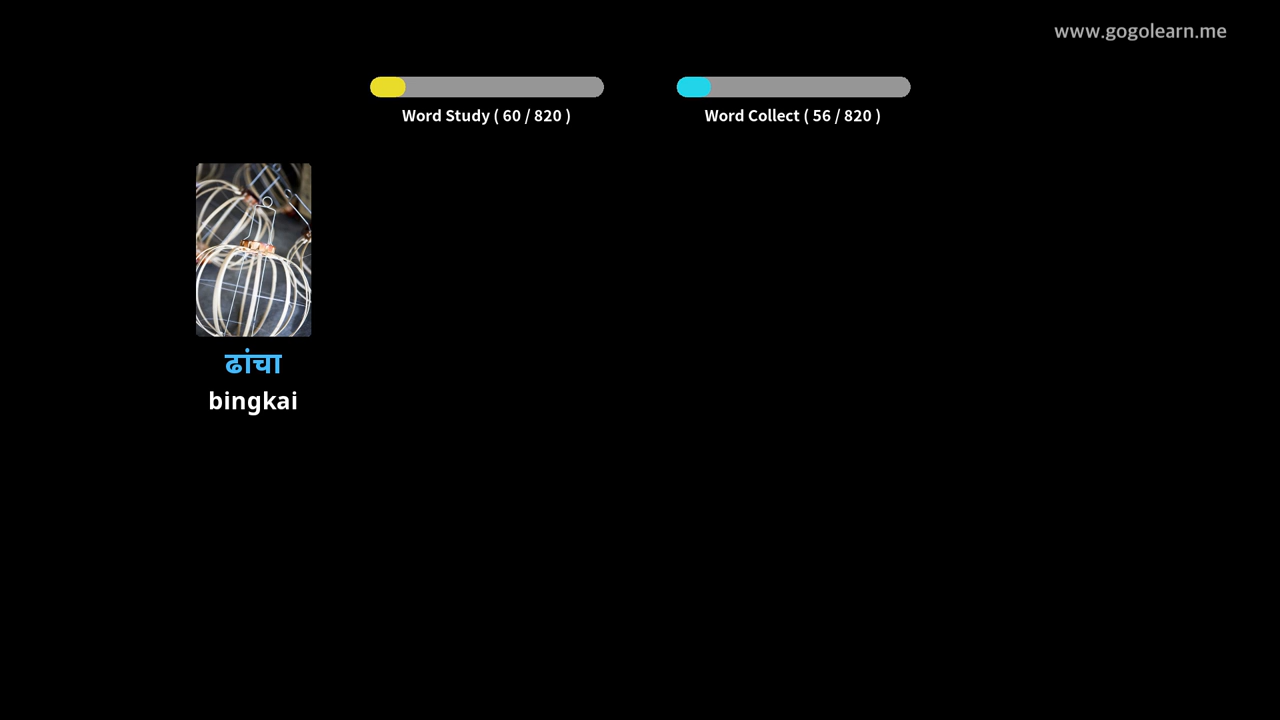 www.gogolearn.me
Word Study ( 60 / 820 )
Word Collect ( 56 / 820 )
ढांचा
bingkai